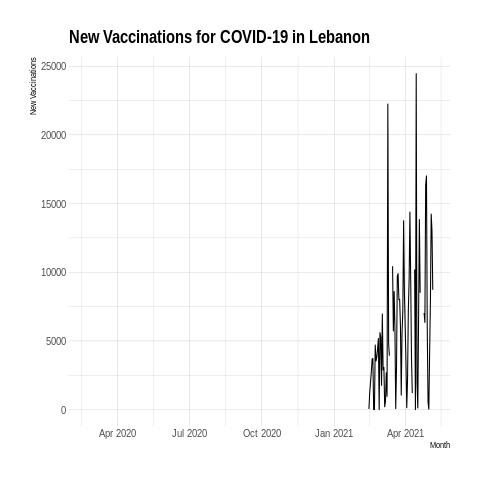 New Vaccinations for COVID-19 in Lebanon
New Vaccinations
25000
20000
15000
10000
5000
0
Apr 2020 Jul 2020 Oct 2020 Jan 2021 Apr 2021
Month